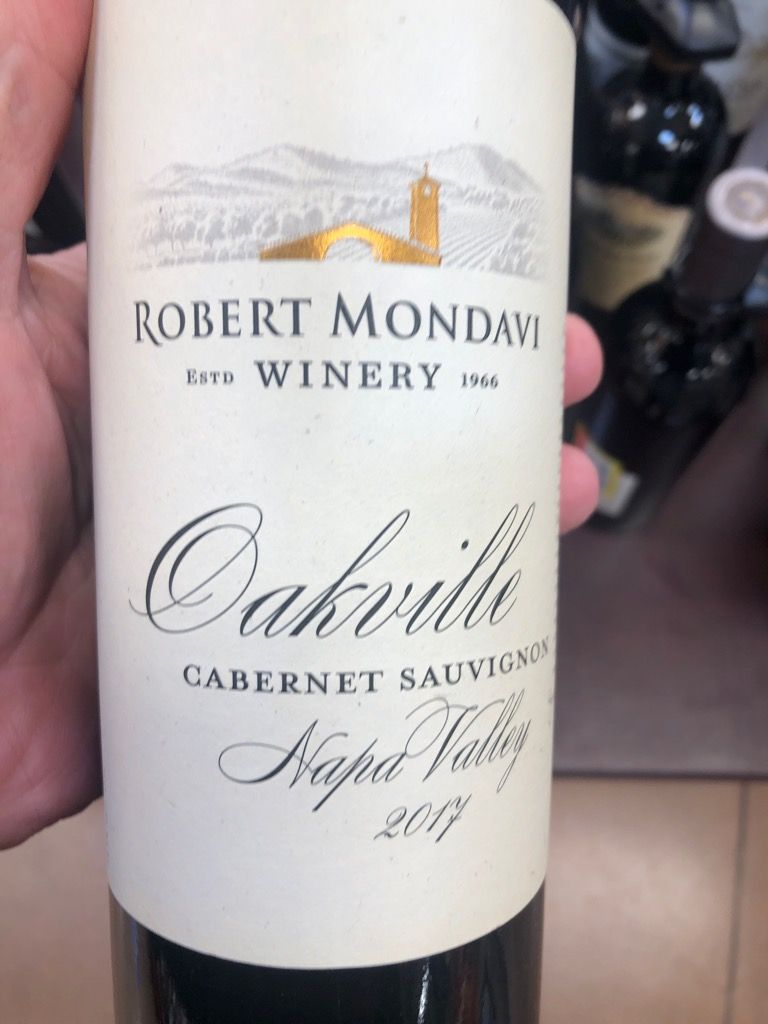 ROBERT MONDAVI
ESTD WINERY 1966
Oakville
CABERNET SAUVIGNON
Napa Valley
2017